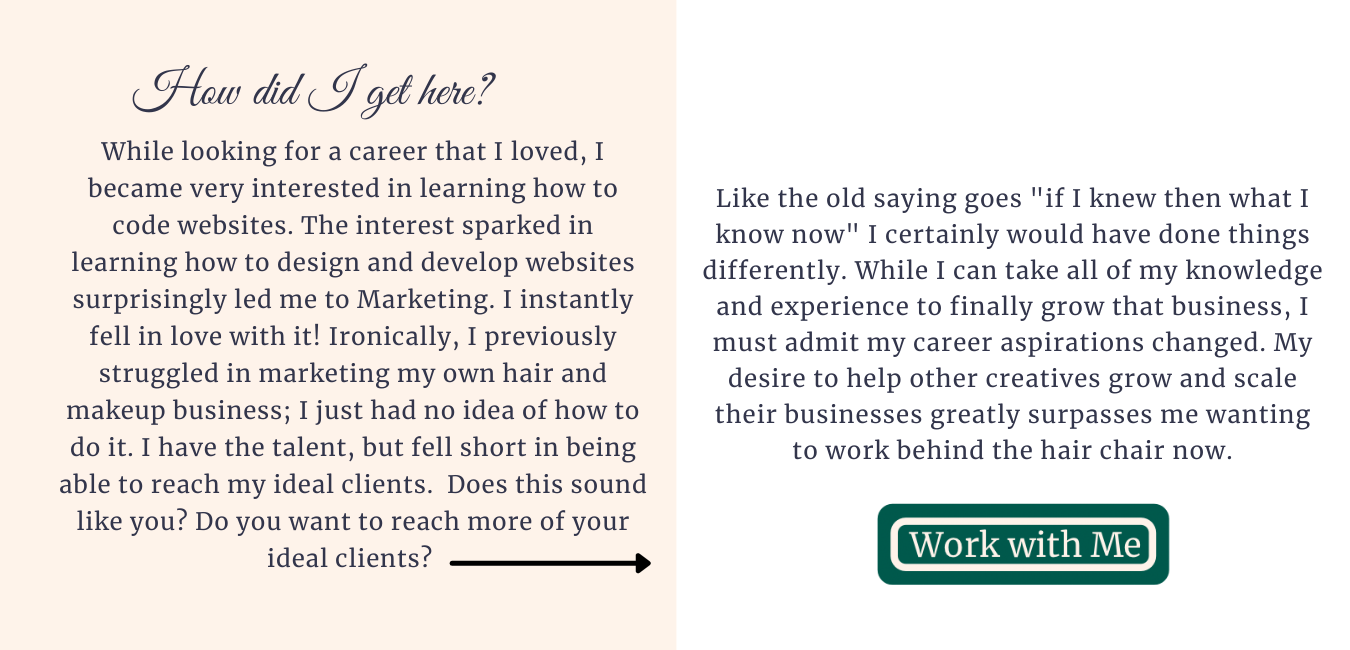 How did I get here?
While looking for a career that I loved, I
became very interested in learning how to
code websites. The interest sparked in
learning how to design and develop websites
surprisingly led me to Marketing. I instantly
fell in love with it! Ironically, I previously
struggled in marketing my own hair and
makeup business; I just had no idea of how to
do it. I have the talent, but fell short in being
able to reach my ideal clients.  Does this sound
like you? Do you want to reach more of your
ideal clients?
Like the old saying goes "if I knew then what I
know now" I certainly would have done things
differently. While I can take all of my knowledge
and experience to finally grow that business, I
must admit my career aspirations changed. My
desire to help other creatives grow and scale
their businesses greatly surpasses me wanting
to work behind the hair chair now.
Work with Me